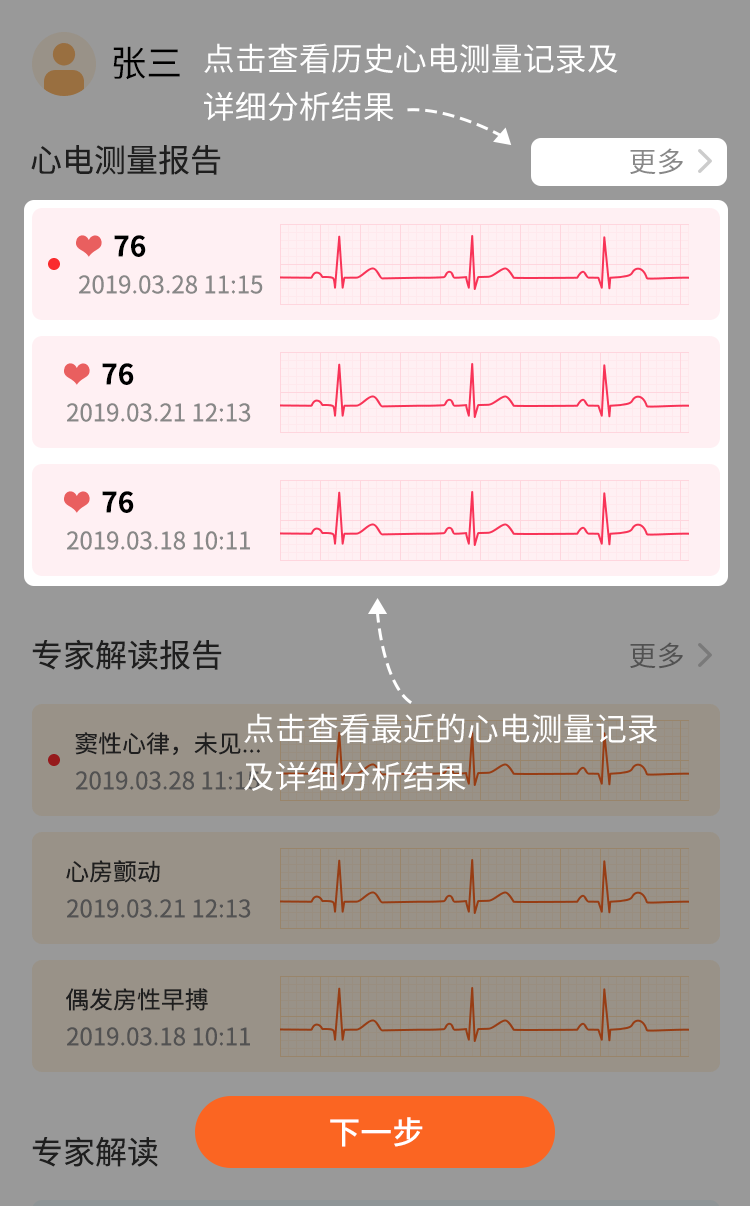 张三
点击查看历史心电测量记录及
详细分析结果
心电测量报告
更多
76
2019.03.28 11:15
76
2019.03.21 12:13
76
2019.03.18 10:11
专家解读报告
更多
点击查看最近的心电测量记录
及详细分析结果
窦性心律，未见...
2019.03.28 11:15
心房颤动
2019.03.21 12:13
偶发房性早搏
2019.03.18 10:11
下一步
专家解读